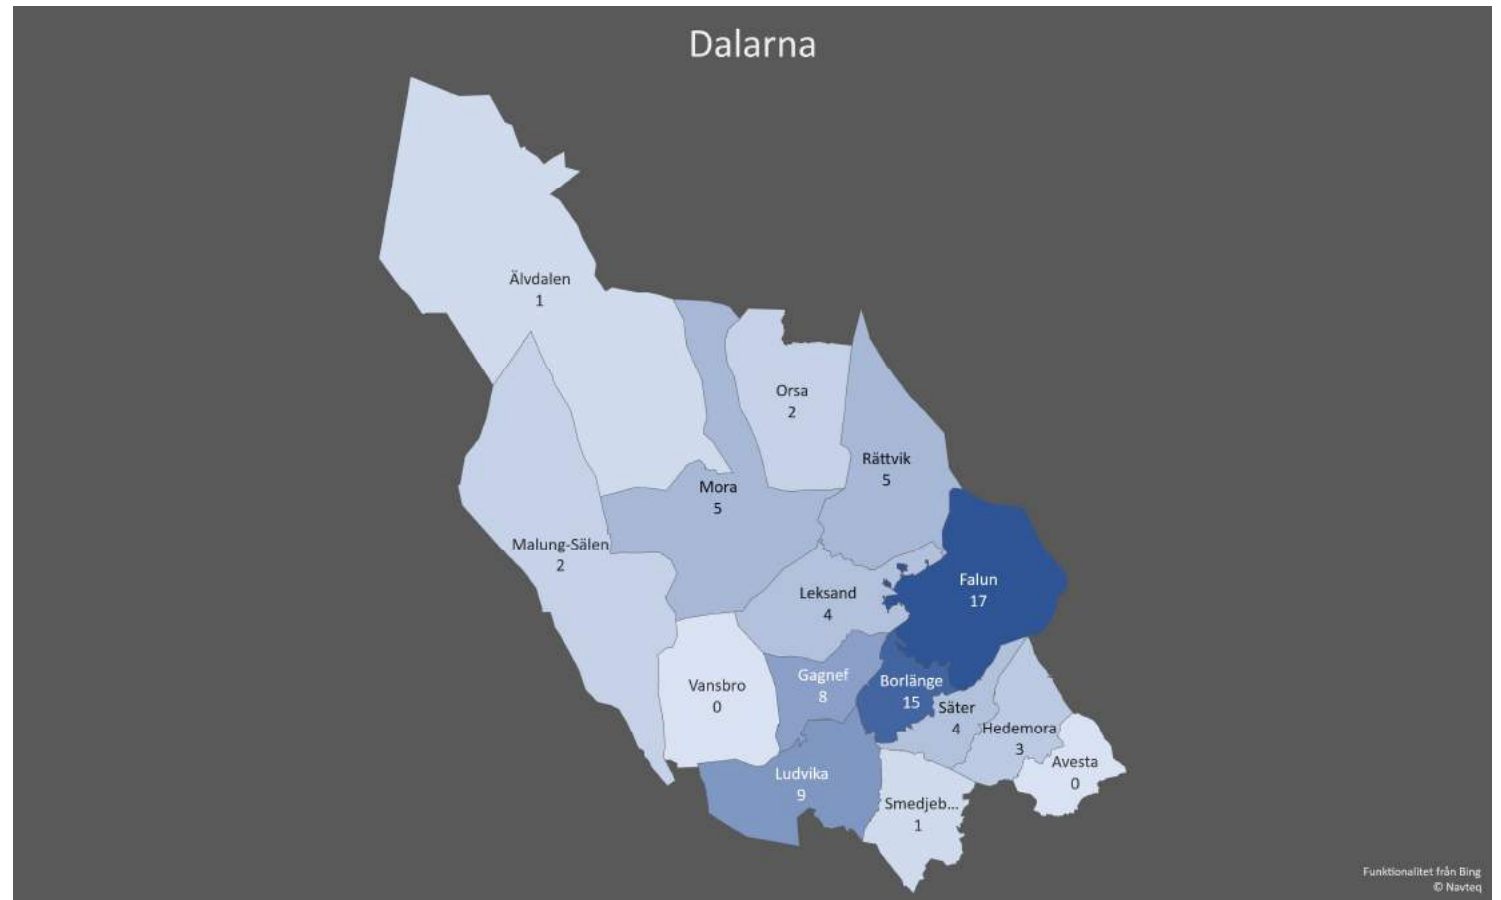 Dalarna
Älvdalen
1
Orsa
2
Rättvik
5
Mora
5
Malung-Sälen
2
Leksand
4
Falun
17
Vansbro
0
Gagnef
8
Borlänge
15
Säter
4
Hedemora
3
Avesta
0
Ludvika
9
Smedjeb...
1
Funktionalitet från Bing
© Navteq